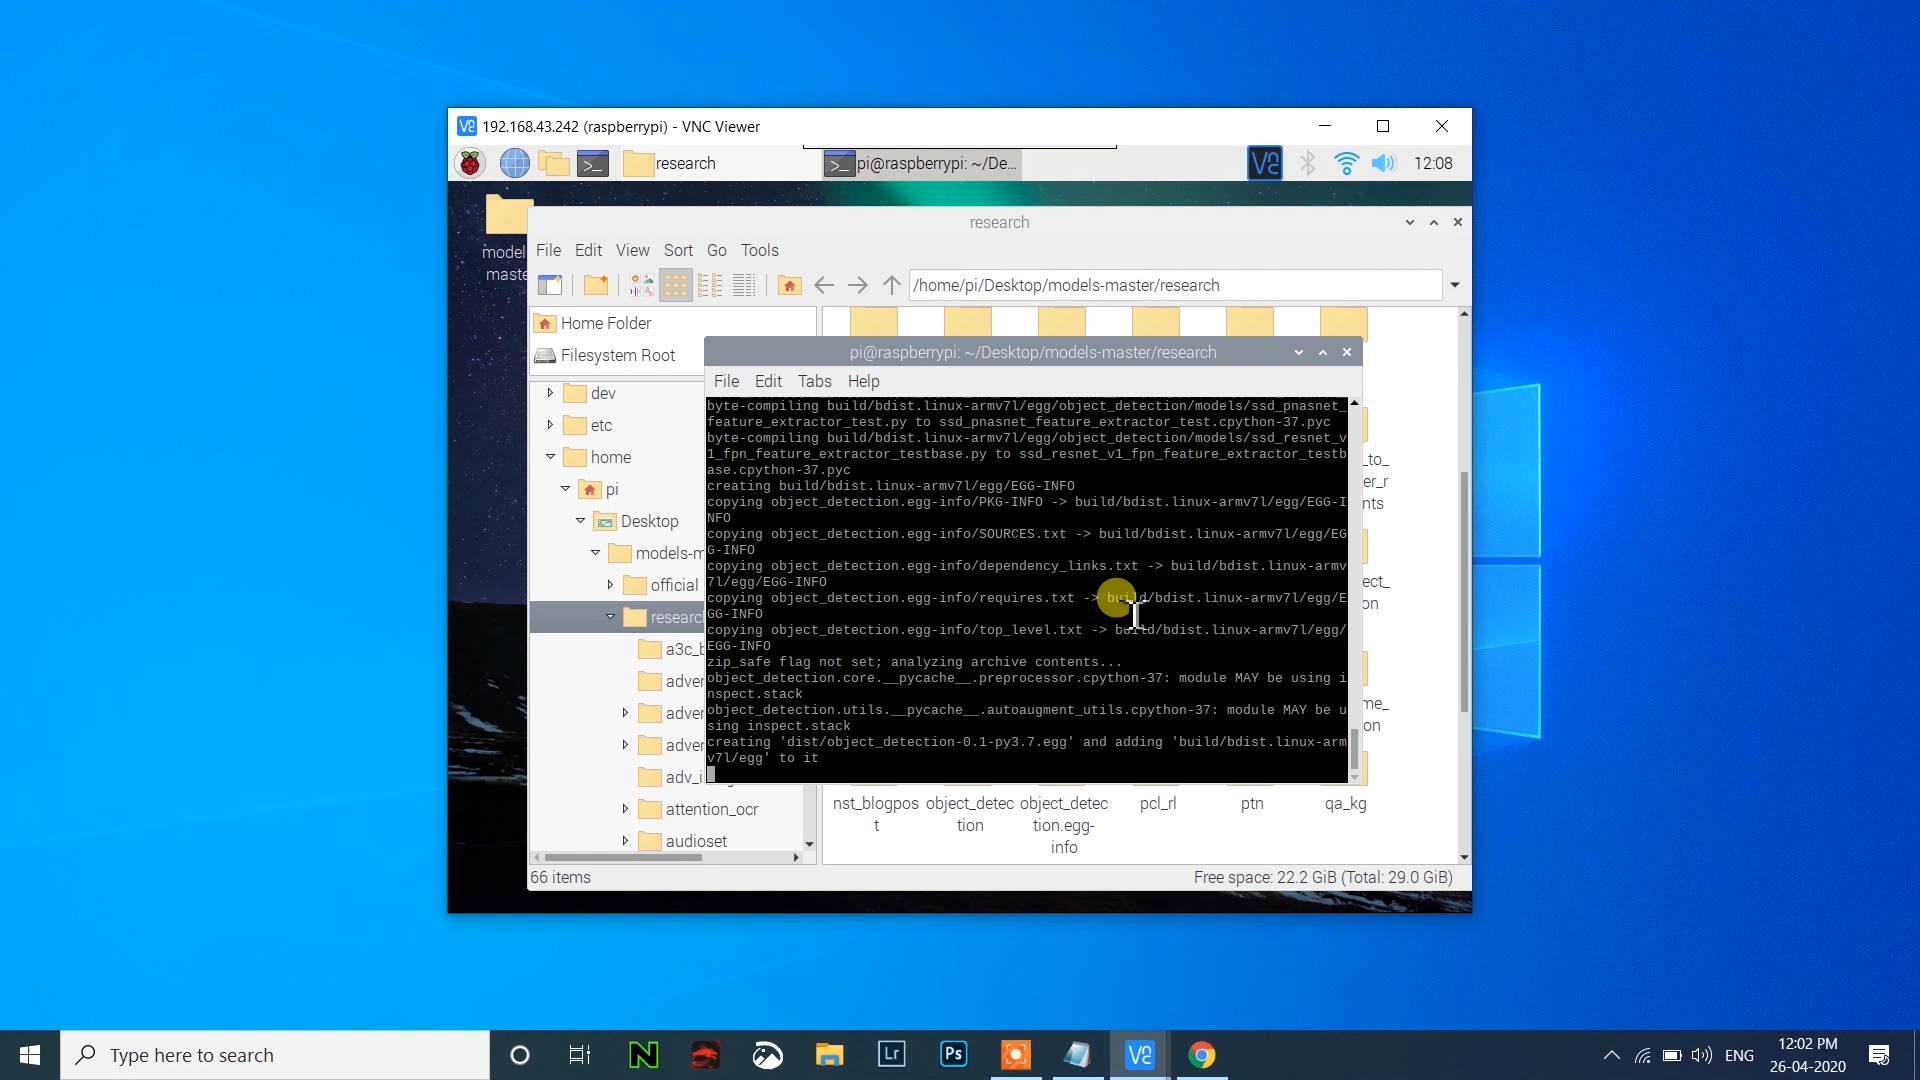 192.168.43.242 (raspberrypi) - VNC Viewer
research
pi@raspberrypi: ~/De...
12:08
research
File Edit View Sort Go Tools
/home/pi/Desktop/models-master/research
Home Folder
Filesystem Root
dev
etc
home
pi
Desktop
models-m
official
research
a3c_b
adver
adver
adver
adv_i
attention_ocr
audioset
pi@raspberrypi: ~/Desktop/models-master/research
File Edit Tabs Help
byte-compiling build/bdist.linux-armv7l/egg/object_detection/models/ssd_pnasnet_
feature_extractor_test.py to ssd_pnasnet_feature_extractor_test.cpython-37.pyc
byte-compiling build/bdist.linux-armv7l/egg/object_detection/models/ssd_resnet_v
1_fpn_feature_extractor_testbase.py to ssd_resnet_v1_fpn_feature_extractor_testb
ase.cpython-37.pyc
creating build/bdist.linux-armv7l/egg/EGG-INFO
copying object_detection.egg-info/PKG-INFO -> build/bdist.linux-armv7l/egg/EGG-I
NFO
copying object_detection.egg-info/SOURCES.txt -> build/bdist.linux-armv7l/egg/EG
G-INFO
copying object_detection.egg-info/dependency_links.txt -> build/bdist.linux-armv
7l/egg/EGG-INFO
copying object_detection.egg-info/requires.txt -> build/bdist.linux-armv7l/egg/E
GG-INFO
copying object_detection.egg-info/top_level.txt -> build/bdist.linux-armv7l/egg/
EGG-INFO
zip_safe flag not set; analyzing archive contents...
object_detection.core.__pycache__.preprocessor.cpython-37: module MAY be using i
nspect.stack
object_detection.utils.__pycache__.autoaugment_utils.cpython-37: module MAY be u
sing inspect.stack
creating 'dist/object_detection-0.1-py3.7.egg' and adding 'build/bdist.linux-arm
v7l/egg' to it
_to_
er_r
nts
ect_
on
me_
on
nst_blogpos
t
object_detec
tion
object_detec
tion.egg-
info
pcl_rl
ptn
qa_kg
66 items
Free space: 22.2 GiB (Total: 29.0 GiB)
models
maste
Type here to search
Lr
Ps
ENG
12:02 PM
26-04-2020